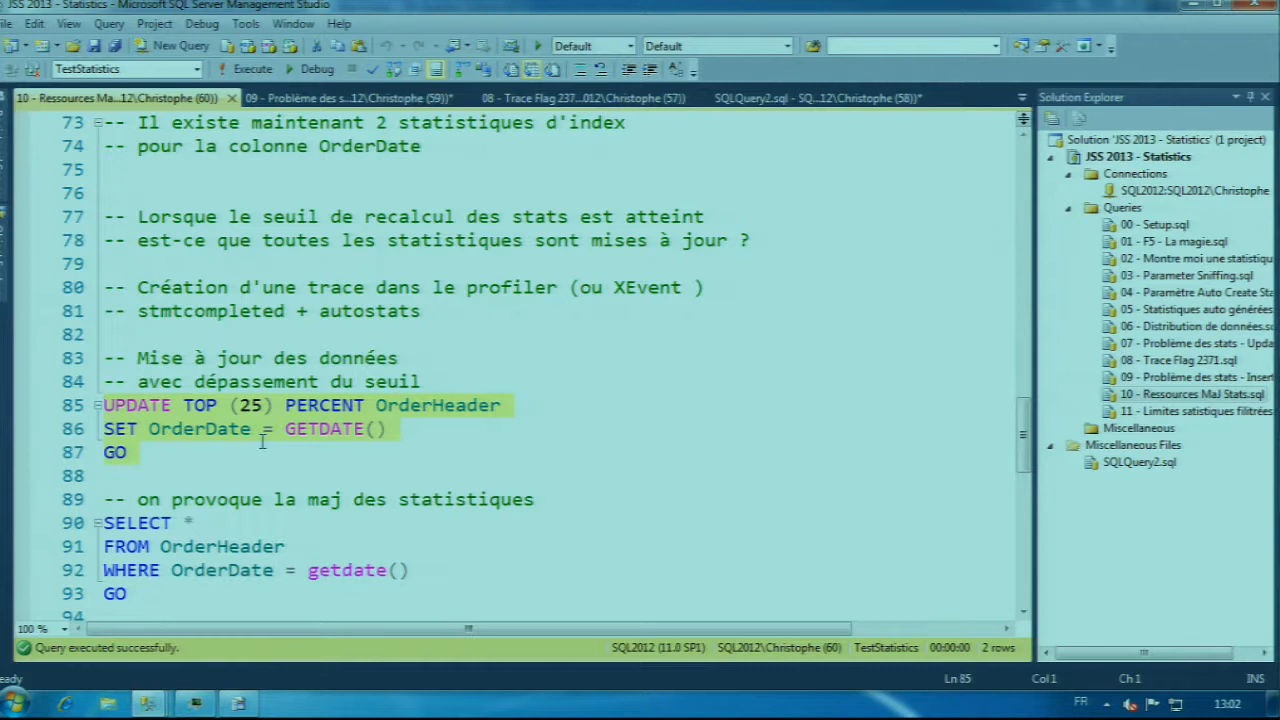 JSS 2013 - Statistics - Microsoft SQL Server Management Studio
File Edit View Query Project Debug Tools Window Help
New Query Default Default
TestStatistics Execute Debug
10 - Ressources Ma...12\Christophe (60)) 09 - Problème des s...12\Christophe (59))* 08 - Trace Flag 237...012\Christophe (57)) SQLQuery2.sql - SQ...12\Christophe (58))*
73 -- Il existe maintenant 2 statistiques d'index
74 -- pour la colonne OrderDate
75
76
77 -- Lorsque le seuil de recalcul des stats est atteint
78 -- est-ce que toutes les statistiques sont mises à jour ?
79
80 -- Création d'une trace dans le profiler (ou XEvent )
81 -- stmtcompleted + autostats
82
83 -- Mise à jour des données
84 -- avec dépassement du seuil
85 UPDATE TOP (25) PERCENT OrderHeader
86 SET OrderDate = GETDATE()
87 GO
88
89 -- on provoque la maj des statistiques
90 SELECT *
91 FROM OrderHeader
92 WHERE OrderDate = getdate()
93 GO
94
100 %
Query executed successfully. SQL2012 (11.0 SP1) SQL2012\Christophe (60) TestStatistics 00:00:00 2 rows
Solution Explorer
Solution 'JSS 2013 - Statistics' (1 project)
JSS 2013 - Statistics
Connections
SQL2012:SQL2012\Christophe
Queries
00 - Setup.sql
01 - F5 - La magie.sql
02 - Montre moi une statistiqu
03 - Parameter Sniffing.sql
04 - Paramètre Auto Create Sta
05 - Statistiques auto générées
06 - Distribution de données.sc
07 - Problème des stats - Upda
08 - Trace Flag 2371.sql
09 - Problème des stats - Insert
10 - Ressources MaJ Stats.sql
11 - Limites satistiques filtrées
Miscellaneous
Miscellaneous Files
SQLQuery2.sql
eady Ln 85 Col 1 Ch 1 INS
FR 13:02